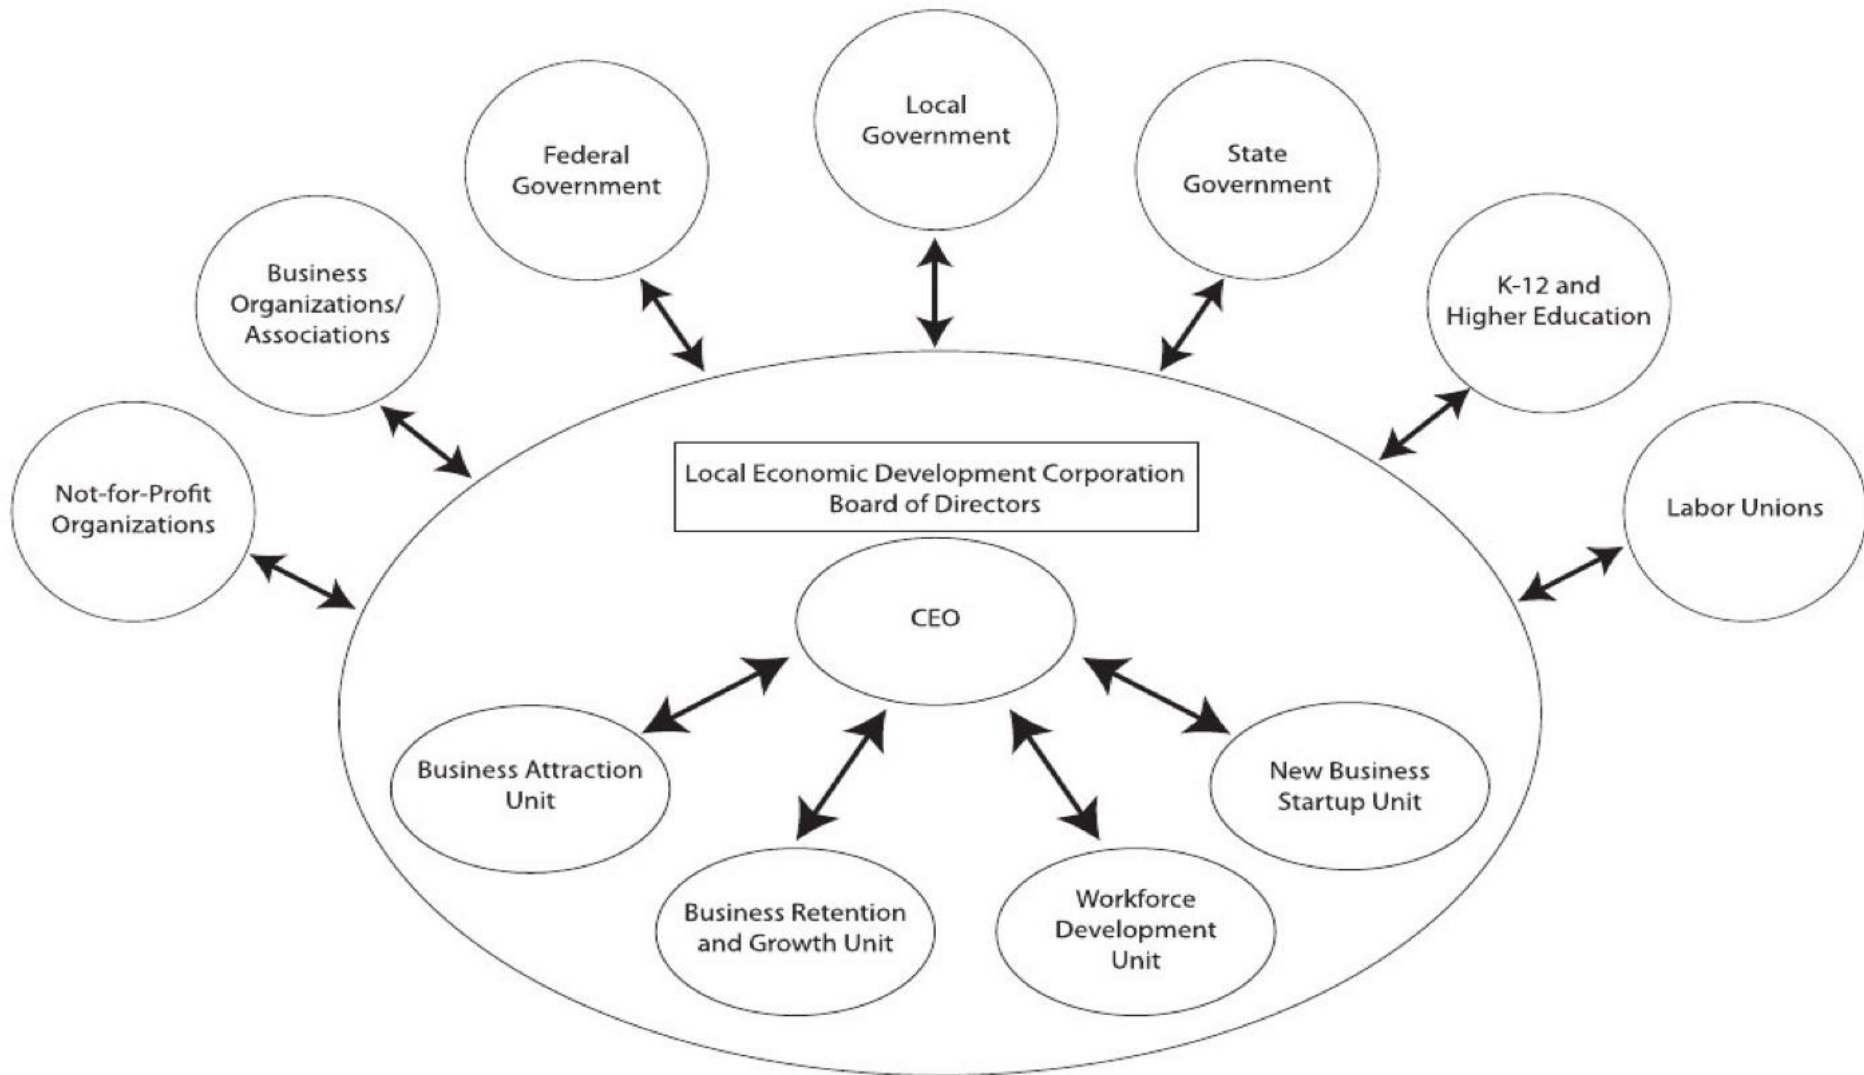 Local
Government
Federal
Government
State
Government
Business
Organizations/
Associations
K-12 and
Higher Education
Not-for-Profit
Organizations
Labor Unions
Local Economic Development Corporation
Board of Directors
CEO
Business Attraction
Unit
New Business
Startup Unit
Business Retention
and Growth Unit
Workforce
Development
Unit